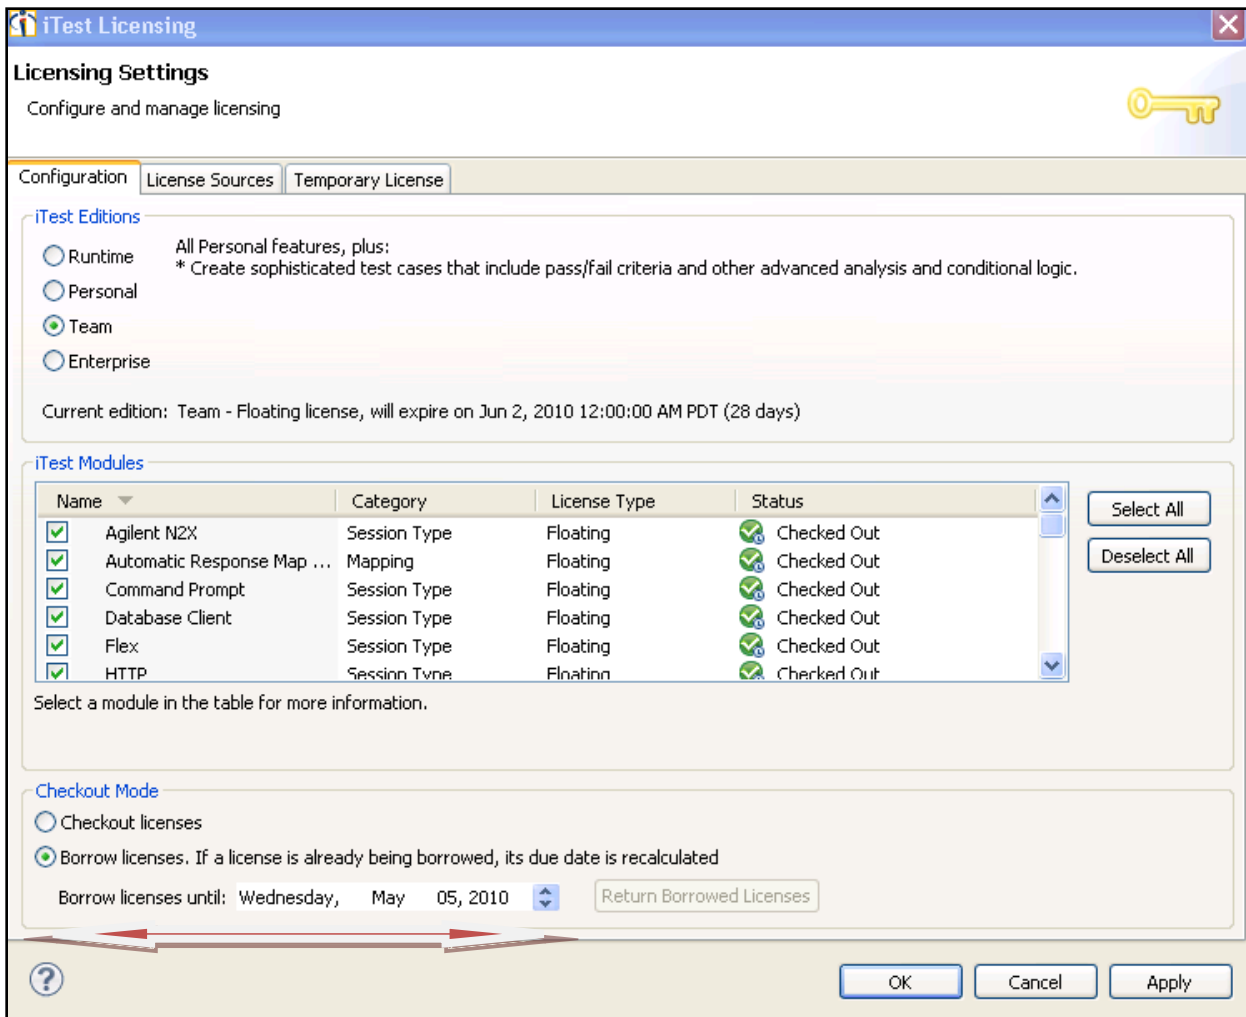 iTest Licensing
Licensing Settings
Configure and manage licensing
Configuration License Sources Temporary License
iTest Editions
Runtime
All Personal features, plus:
* Create sophisticated test cases that include pass/fail criteria and other advanced analysis and conditional logic.
Personal
Team
Enterprise
Current edition: Team - Floating license, will expire on Jun 2, 2010 12:00:00 AM PDT (28 days)
iTest Modules
Name Category License Type Status
Agilent N2X Session Type Floating Checked Out
Automatic Response Map ... Mapping Floating Checked Out
Command Prompt Session Type Floating Checked Out
Database Client Session Type Floating Checked Out
Flex Session Type Floating Checked Out
HTTP Session Type Floating Checked Out
Select All
Deselect All
Select a module in the table for more information.
Checkout Mode
Checkout licenses
Borrow licenses. If a license is already being borrowed, its due date is recalculated
Borrow licenses until: Wednesday, May 05, 2010 Return Borrowed Licenses
? OK Cancel Apply